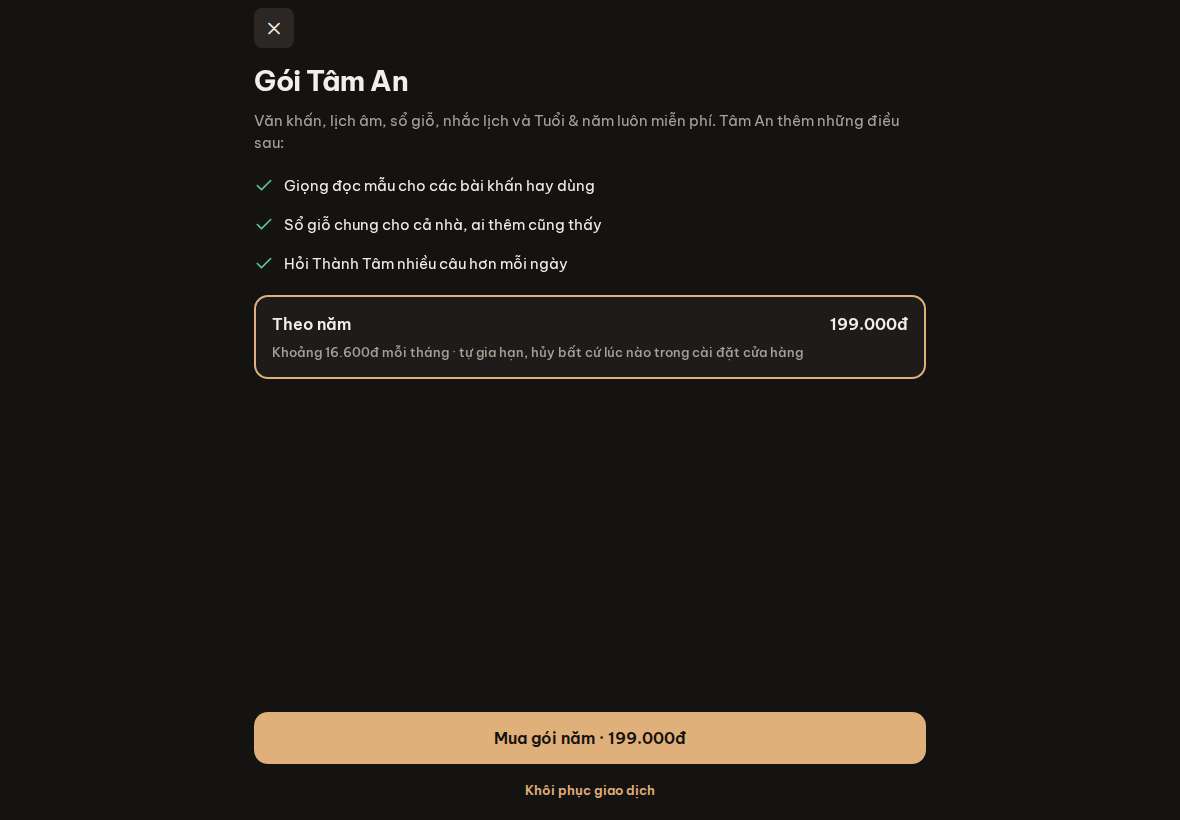 Gói Tâm An
Văn khấn, lịch âm, sổ giỗ, nhắc lịch và Tuổi & năm luôn miễn phí. Tâm An thêm những điều
sau:
Giọng đọc mẫu cho các bài khấn hay dùng
Sổ giỗ chung cho cả nhà, ai thêm cũng thấy
Hỏi Thành Tâm nhiều câu hơn mỗi ngày
Theo năm 199.000đ
Khoảng 16.600đ mỗi tháng · tự gia hạn, hủy bất cứ lúc nào trong cài đặt cửa hàng
Mua gói năm · 199.000đ
Khôi phục giao dịch